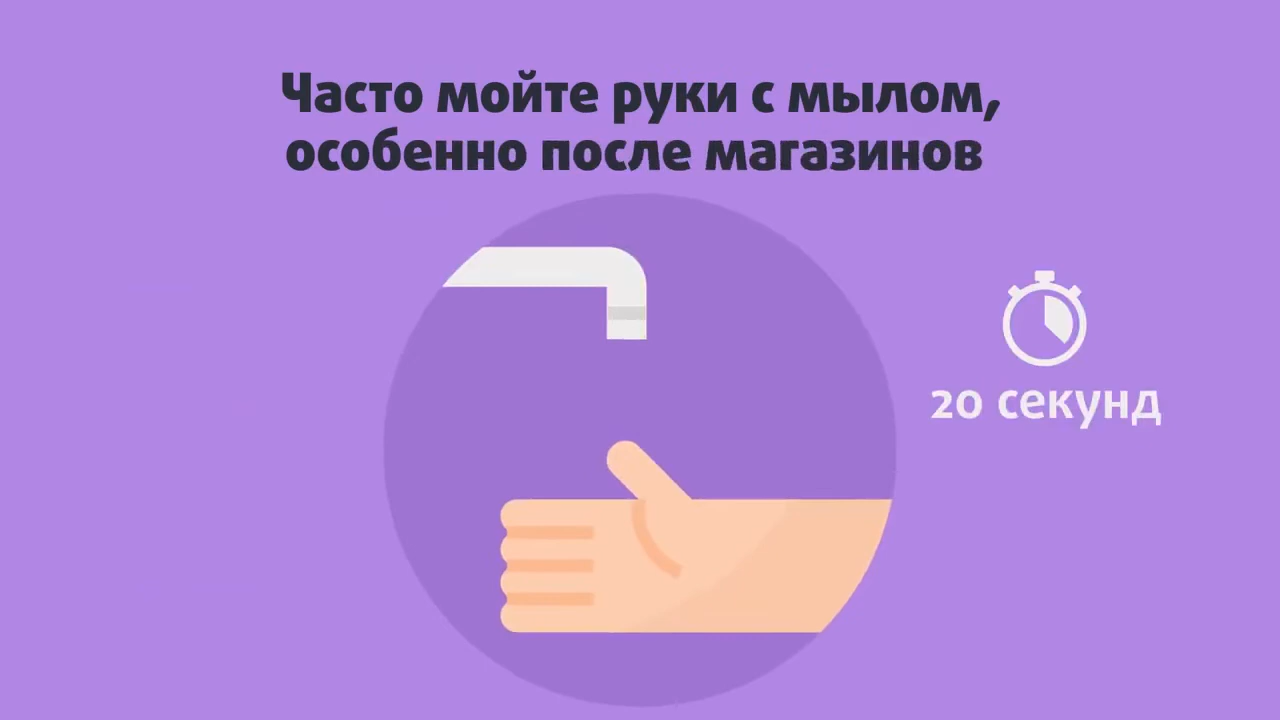 Часто мойте руки с мылом,
особенно после магазинов
20 секунд